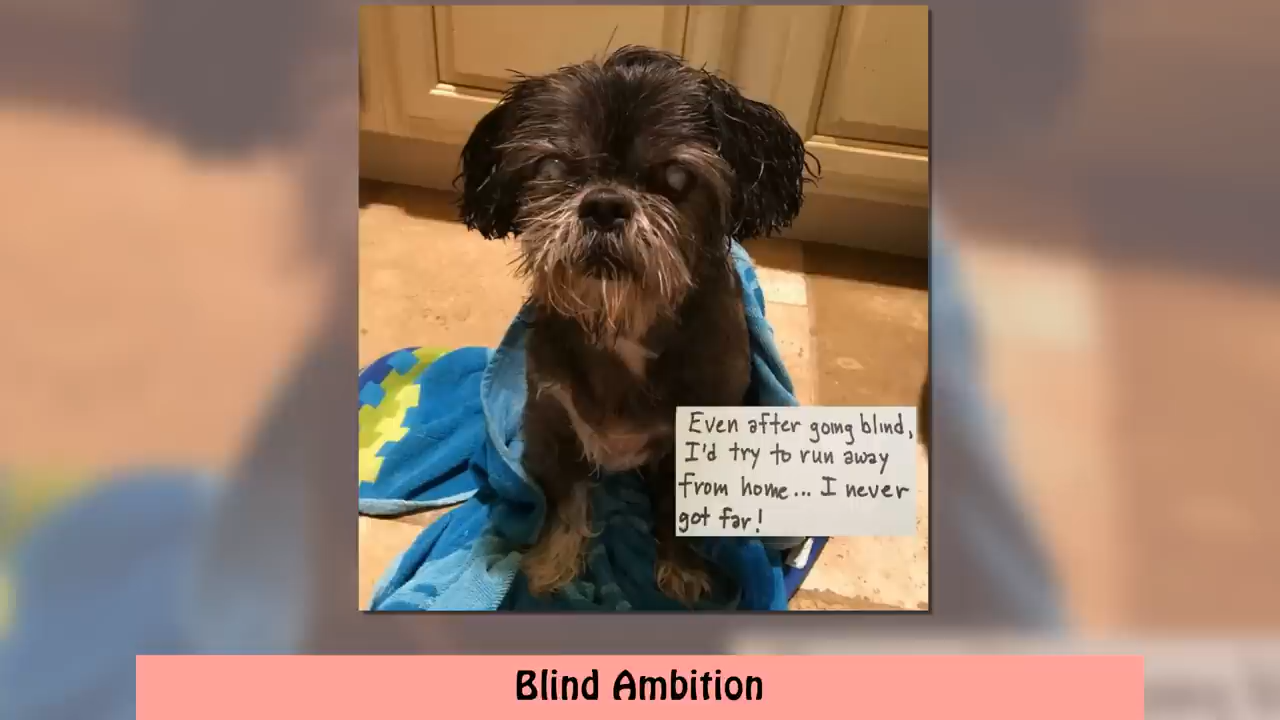 Even after going blind,
I'd try to run away
from home... I never
got far!
Blind Ambition